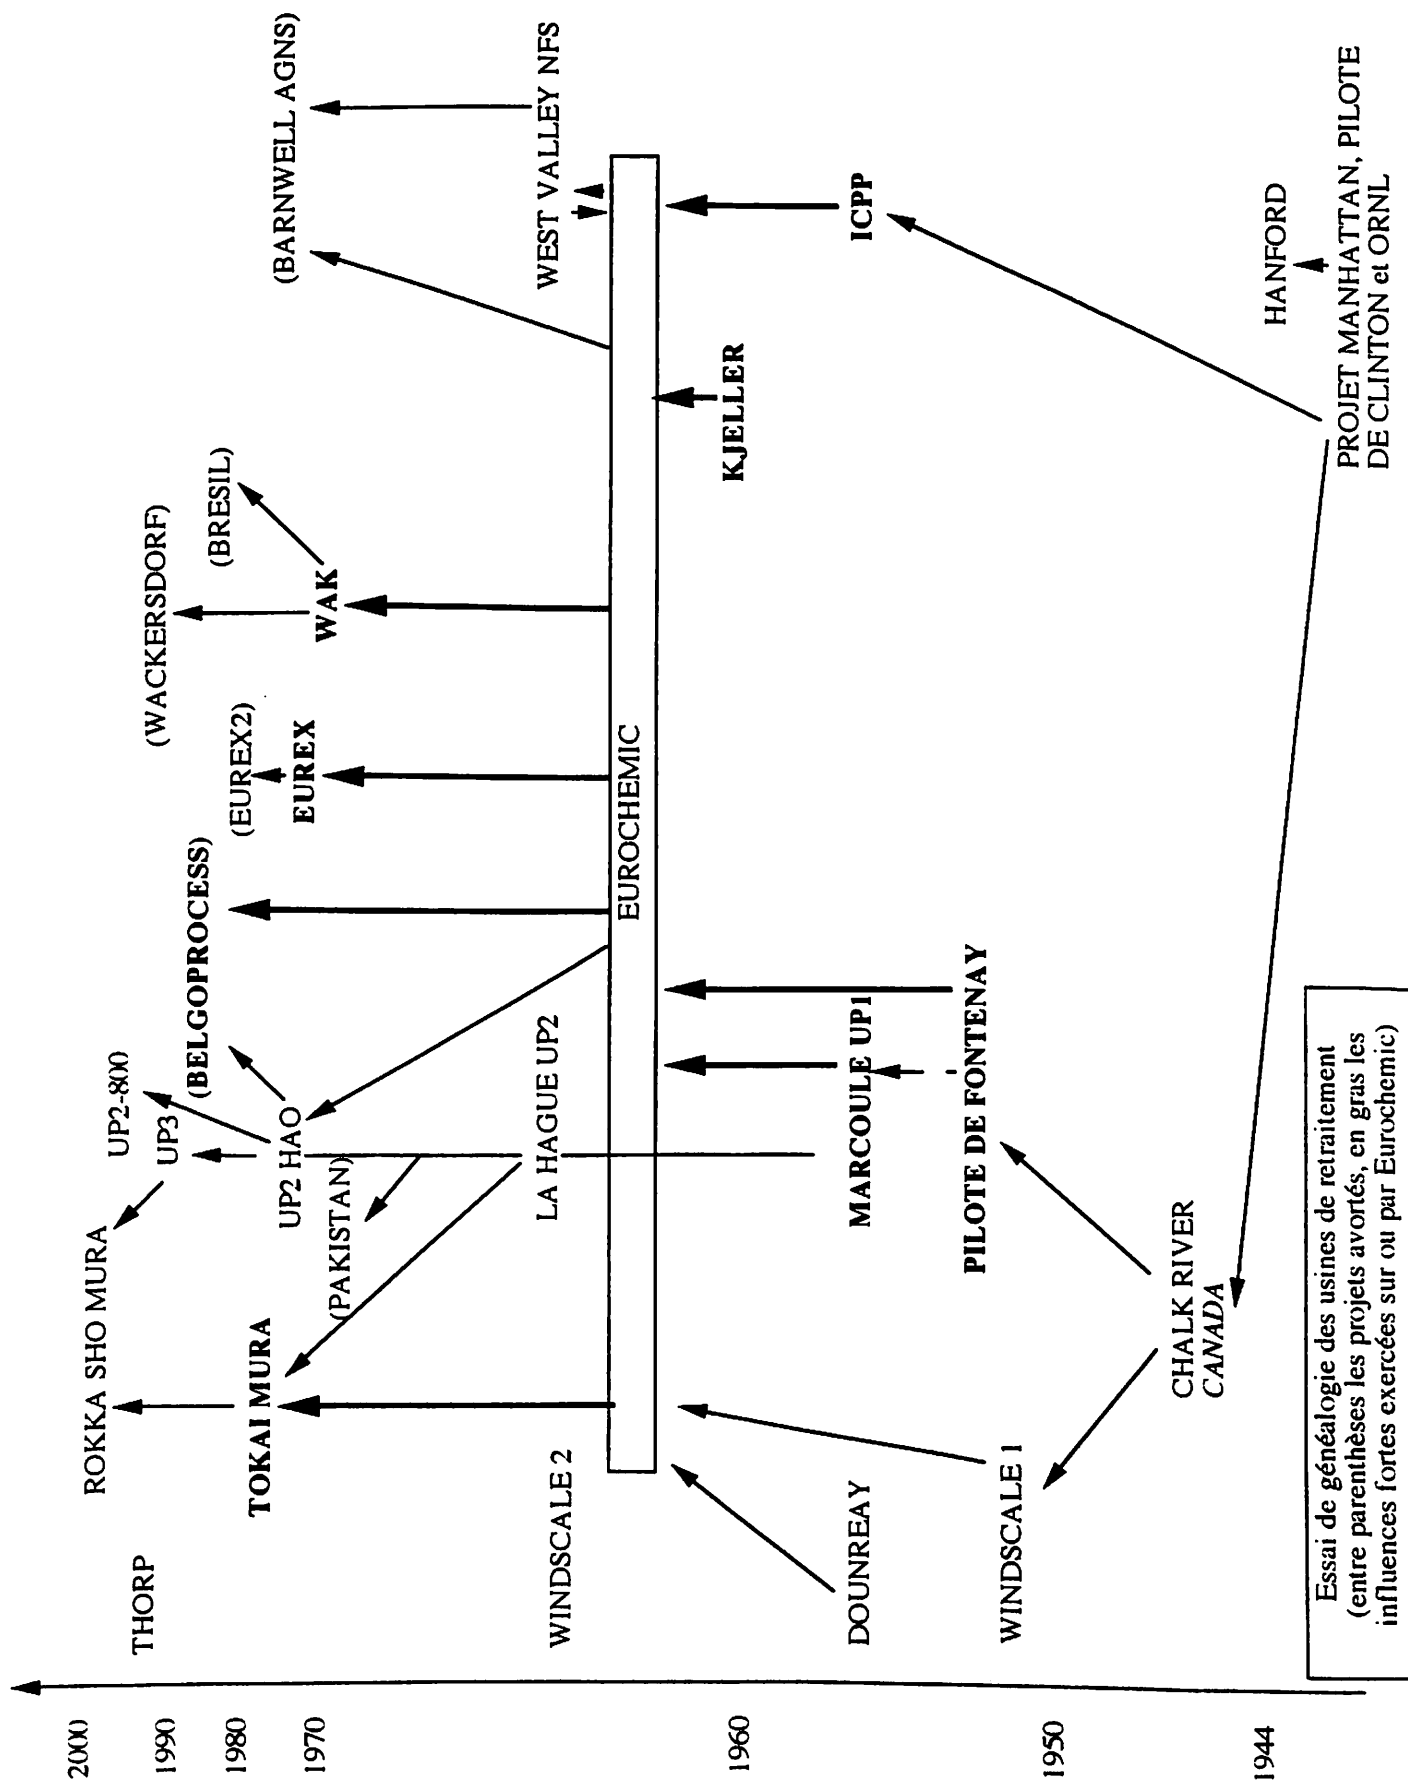 2000
1990
1980
1970
1960
1950
1944
THORP
ROKKA SHO MURA
UP2-800
UP3
(BELGOPROCESS)
(WACKERSDORF)
(BRESIL)
(EUREX2)
EUREX
WAK
(BARNWELL AGNS)
TOKAI MURA
UP2 HAO
(PAKISTAN)
WINDSCALE 2
LA HAGUE UP2
WEST VALLEY NFS
EUROCHEMIC
KJELLER
DOUNREAY
MARCOULE UP1
ICPP
WINDSCALE 1
PILOTE DE FONTENAY
CHALK RIVER
CANADA
HANFORD
PROJET MANHATTAN, PILOTE
DE CLINTON et ORNL
Essai de généalogie des usines de retraitement
(entre parenthèses les projets avortés, en gras les
influences fortes exercées sur ou par Eurochemic)